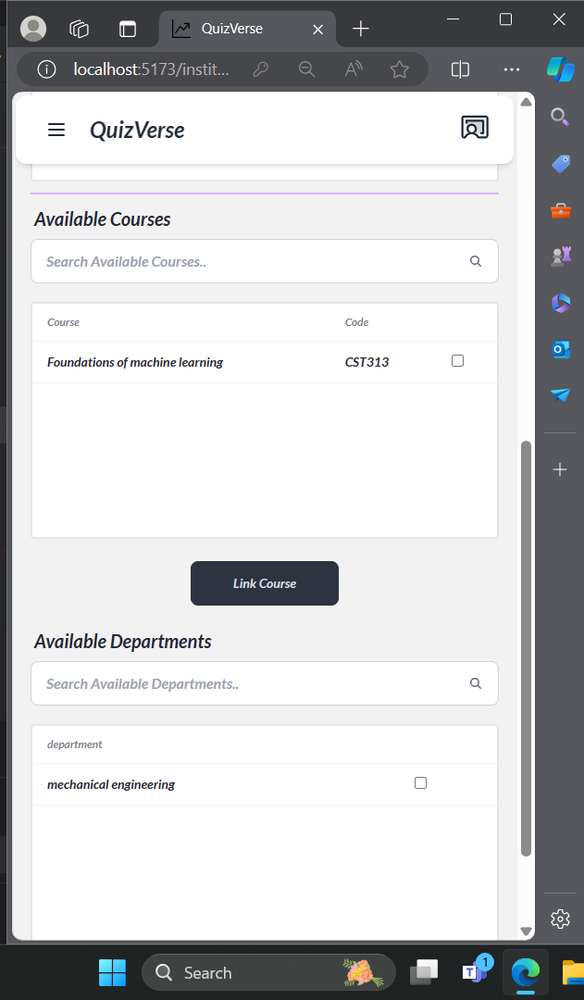 QuizVerse
localhost:5173/instit...
QuizVerse
Available Courses
Search Available Courses..
Course Code
Foundations of machine learning CST313
Link Course
Available Departments
Search Available Departments..
department
mechanical engineering
Search
1